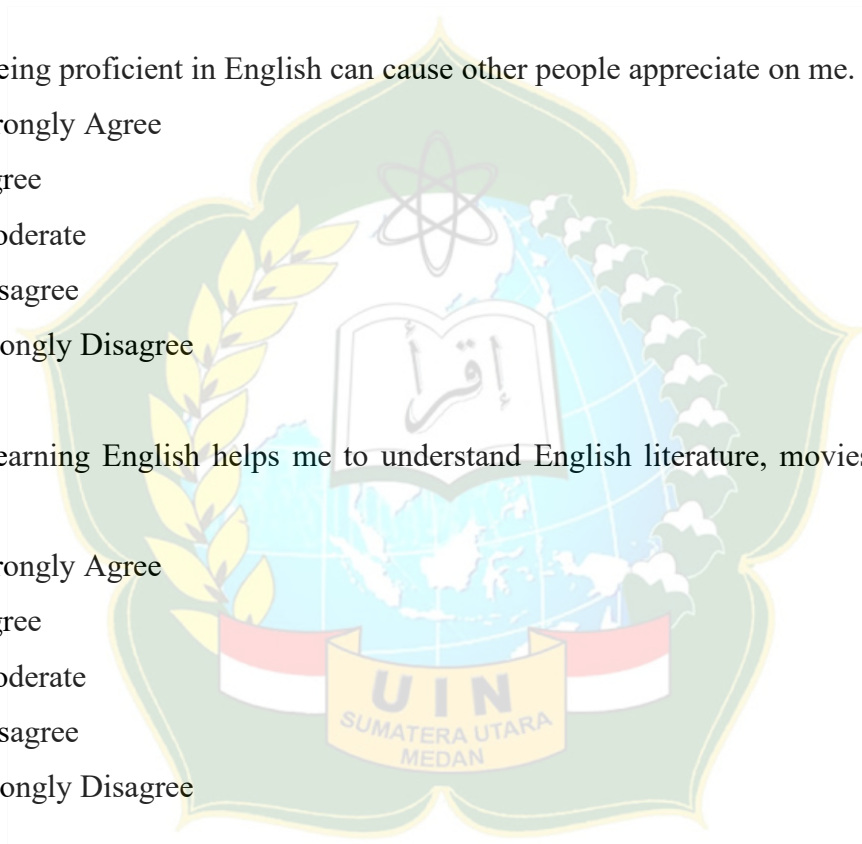 eing proficient in English can cause other people appreciate on me.
rongly Agree
gree
oderate
sagree
ongly Disagree
إقرأ
earning English helps me to understand English literature, movies
rongly Agree
gree
oderate
sagree
ongly Disagree
UIN
SUMATERA UTARA
MEDAN